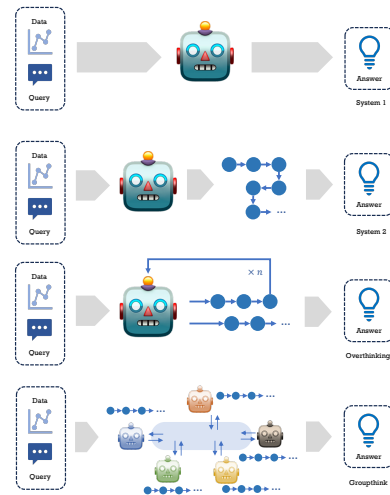 Data
Query
Answer
System 1
Data
Query
...
Answer
System 2
Data
× n
...
Query
Answer
Overthinking
Data
...
...
Query
...
...
...
Answer
Groupthink